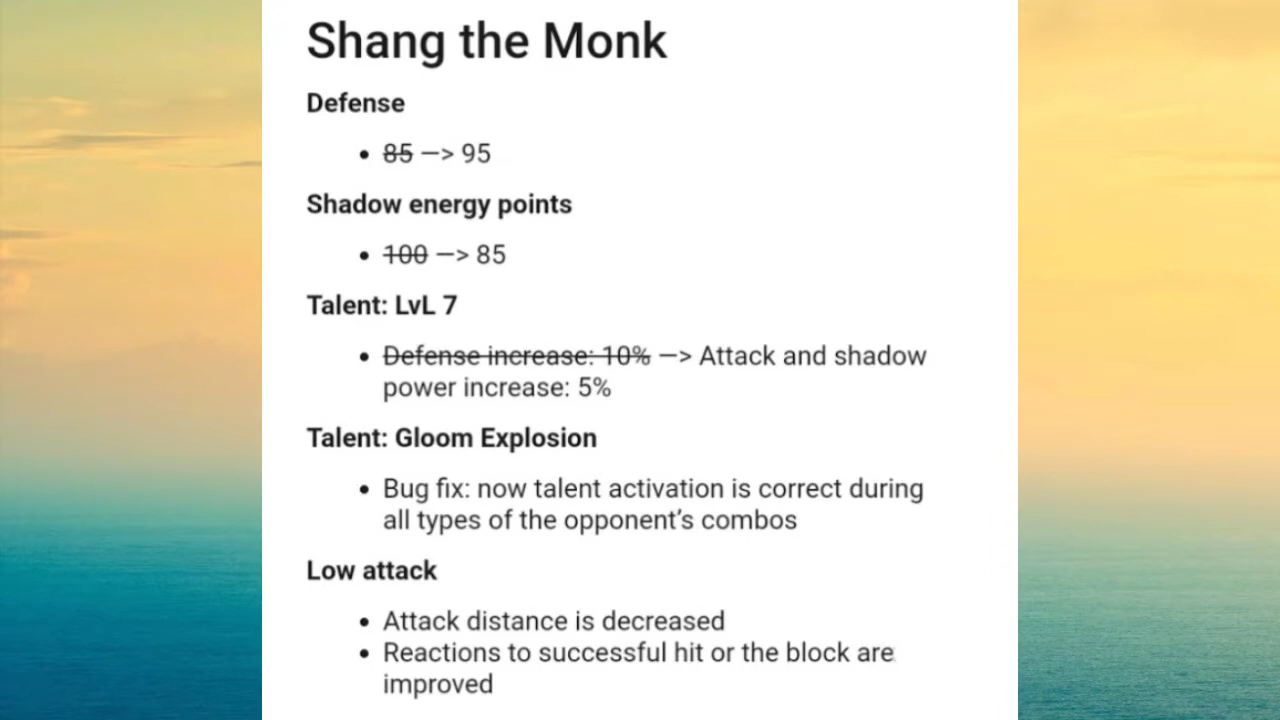 Shang the Monk
Defense
• 85 —> 95
Shadow energy points
• 100 —> 85
Talent: LvL 7
• Defense increase: 10% —> Attack and shadow
power increase: 5%
Talent: Gloom Explosion
• Bug fix: now talent activation is correct during
all types of the opponent’s combos
Low attack
• Attack distance is decreased
• Reactions to successful hit or the block are
improved